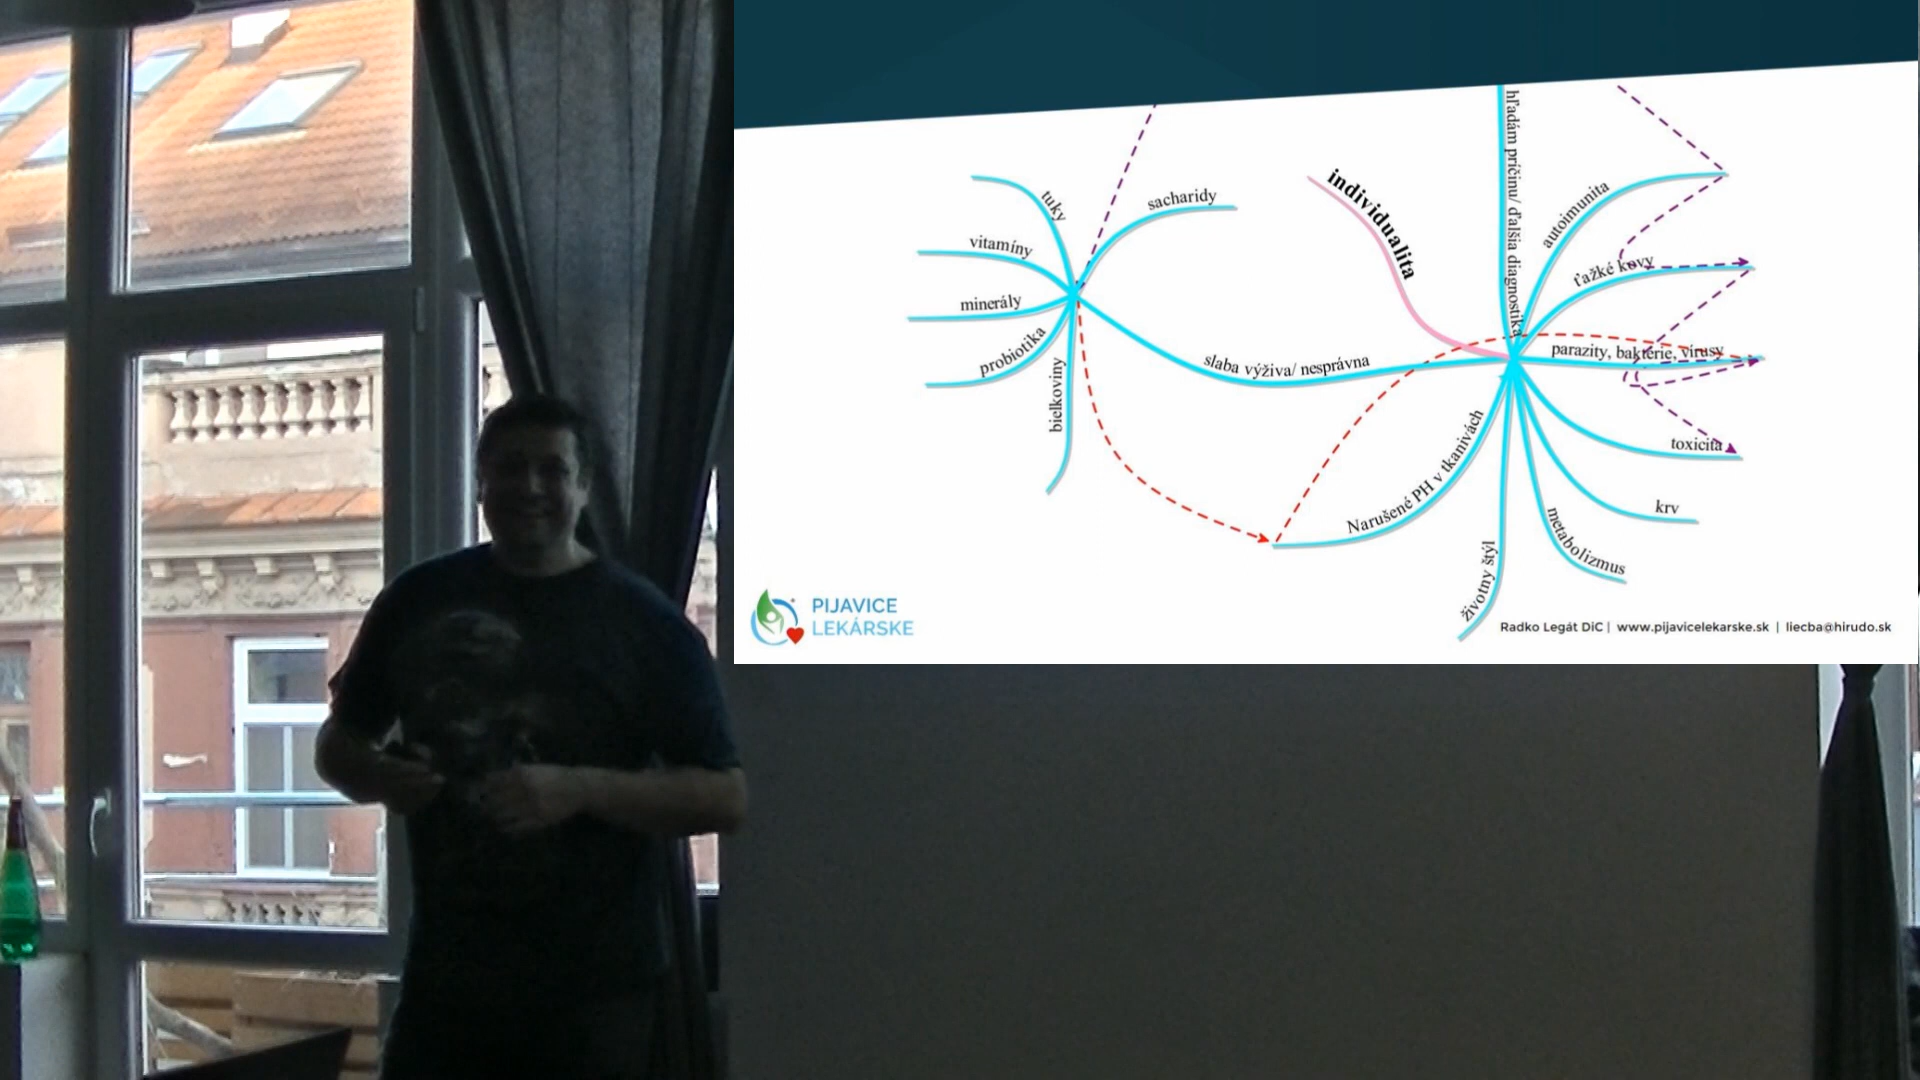 tuky
sacharidy
vitamíny
minerály
probiotika
bielkoviny
slaba výživa/ nesprávna
individualita
hľadám príčinu/ ďalšia diagnostika
autoimunita
ťažké kovy
parazity, baktérie, vírusy
toxicita
krv
metabolizmus
životny štýl
Narušené PH v tkanivách
PIJAVICE
LEKÁRSKE
Radko Legát DiC | www.pijavicelekarske.sk | liecba@hirudo.sk